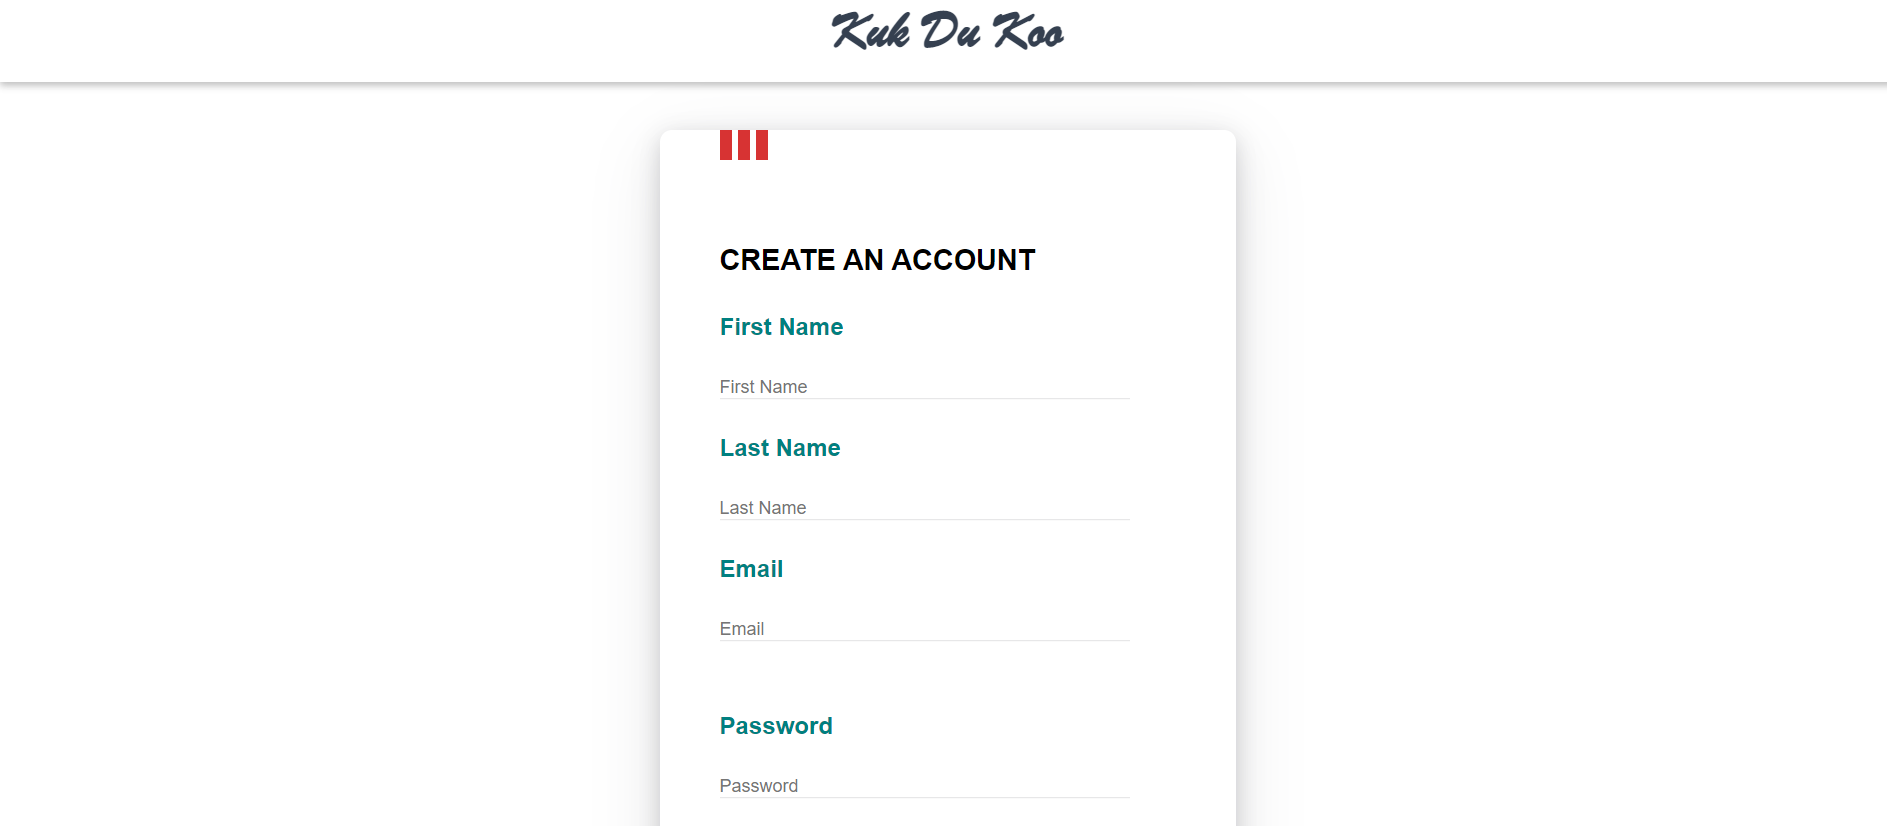 Kuk Du Koo
CREATE AN ACCOUNT
First Name
First Name
Last Name
Last Name
Email
Email
Password
Password